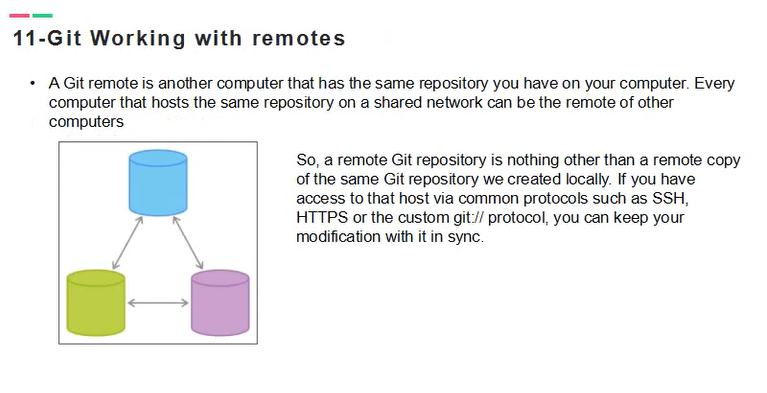 11-Git Working with remotes
• A Git remote is another computer that has the same repository you have on your computer. Every
computer that hosts the same repository on a shared network can be the remote of other
computers
So, a remote Git repository is nothing other than a remote copy
of the same Git repository we created locally. If you have
access to that host via common protocols such as SSH,
HTTPS or the custom git:// protocol, you can keep your
modification with it in sync.